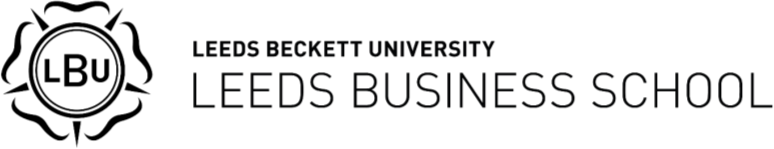 LBU
LEEDS BECKETT UNIVERSITY
LEEDS BUSINESS SCHOOL